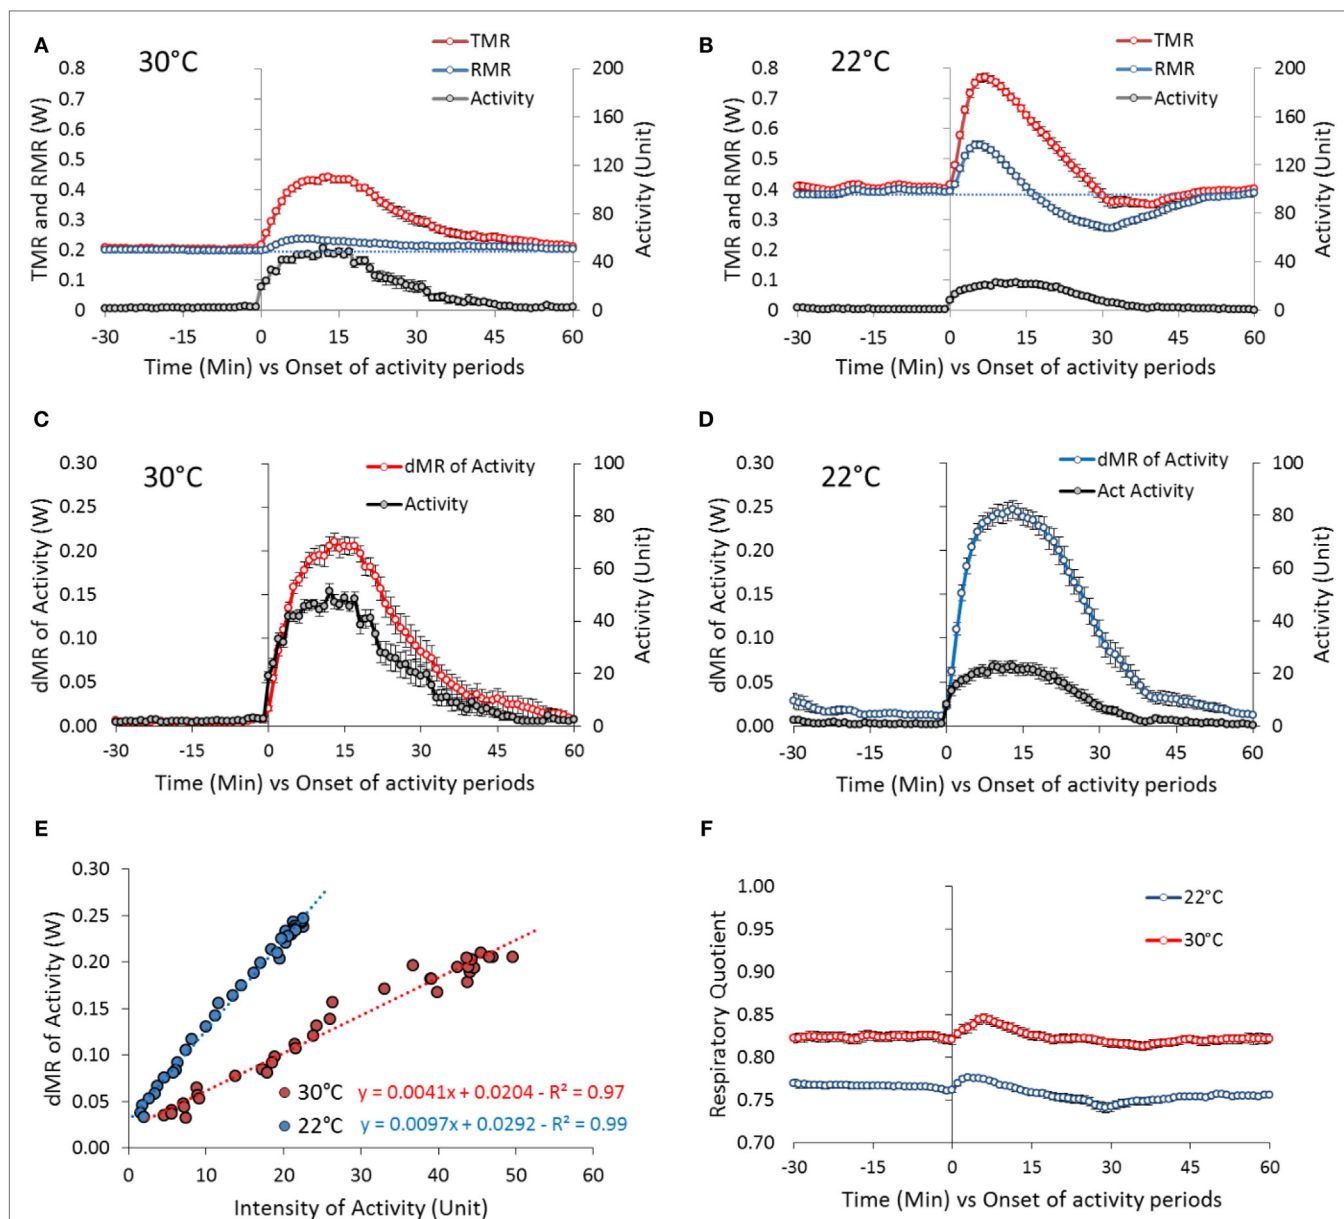 A
30°C
TMR
RMR
Activity
TMR and RMR (W)
0.8
0.7
0.6
0.5
0.4
0.3
0.2
0.1
0
200
160
120
80
40
0
Activity (Unit)
-30 -15 0 15 30 45 60
Time (Min) vs Onset of activity periods
B
22°C
TMR
RMR
Activity
TMR and RMR (W)
0.8
0.7
0.6
0.5
0.4
0.3
0.2
0.1
0
200
160
120
80
40
0
Activity (Unit)
-30 -15 0 15 30 45 60
Time (Min) vs Onset of activity periods
C
30°C
dMR of Activity
Activity
dMR of Activity (W)
0.30
0.25
0.20
0.15
0.10
0.05
0.00
100
80
60
40
20
0
Activity (Unit)
-30 -15 0 15 30 45 60
Time (Min) vs Onset of activity periods
D
22°C
dMR of Activity
Act Activity
dMR of Activity (W)
0.30
0.25
0.20
0.15
0.10
0.05
0.00
100
80
60
40
20
0
Activity (Unit)
-30 -15 0 15 30 45 60
Time (Min) vs Onset of activity periods
E
dMR of Activity (W)
0.30
0.25
0.20
0.15
0.10
0.05
0.00
30°C y = 0.0041x + 0.0204 - R² = 0.97
22°C y = 0.0097x + 0.0292 - R² = 0.99
0 10 20 30 40 50 60
Intensity of Activity (Unit)
F
22°C
30°C
Respiratory Quotient
1.00
0.95
0.90
0.85
0.80
0.75
0.70
-30 -15 0 15 30 45 60
Time (Min) vs Onset of activity periods